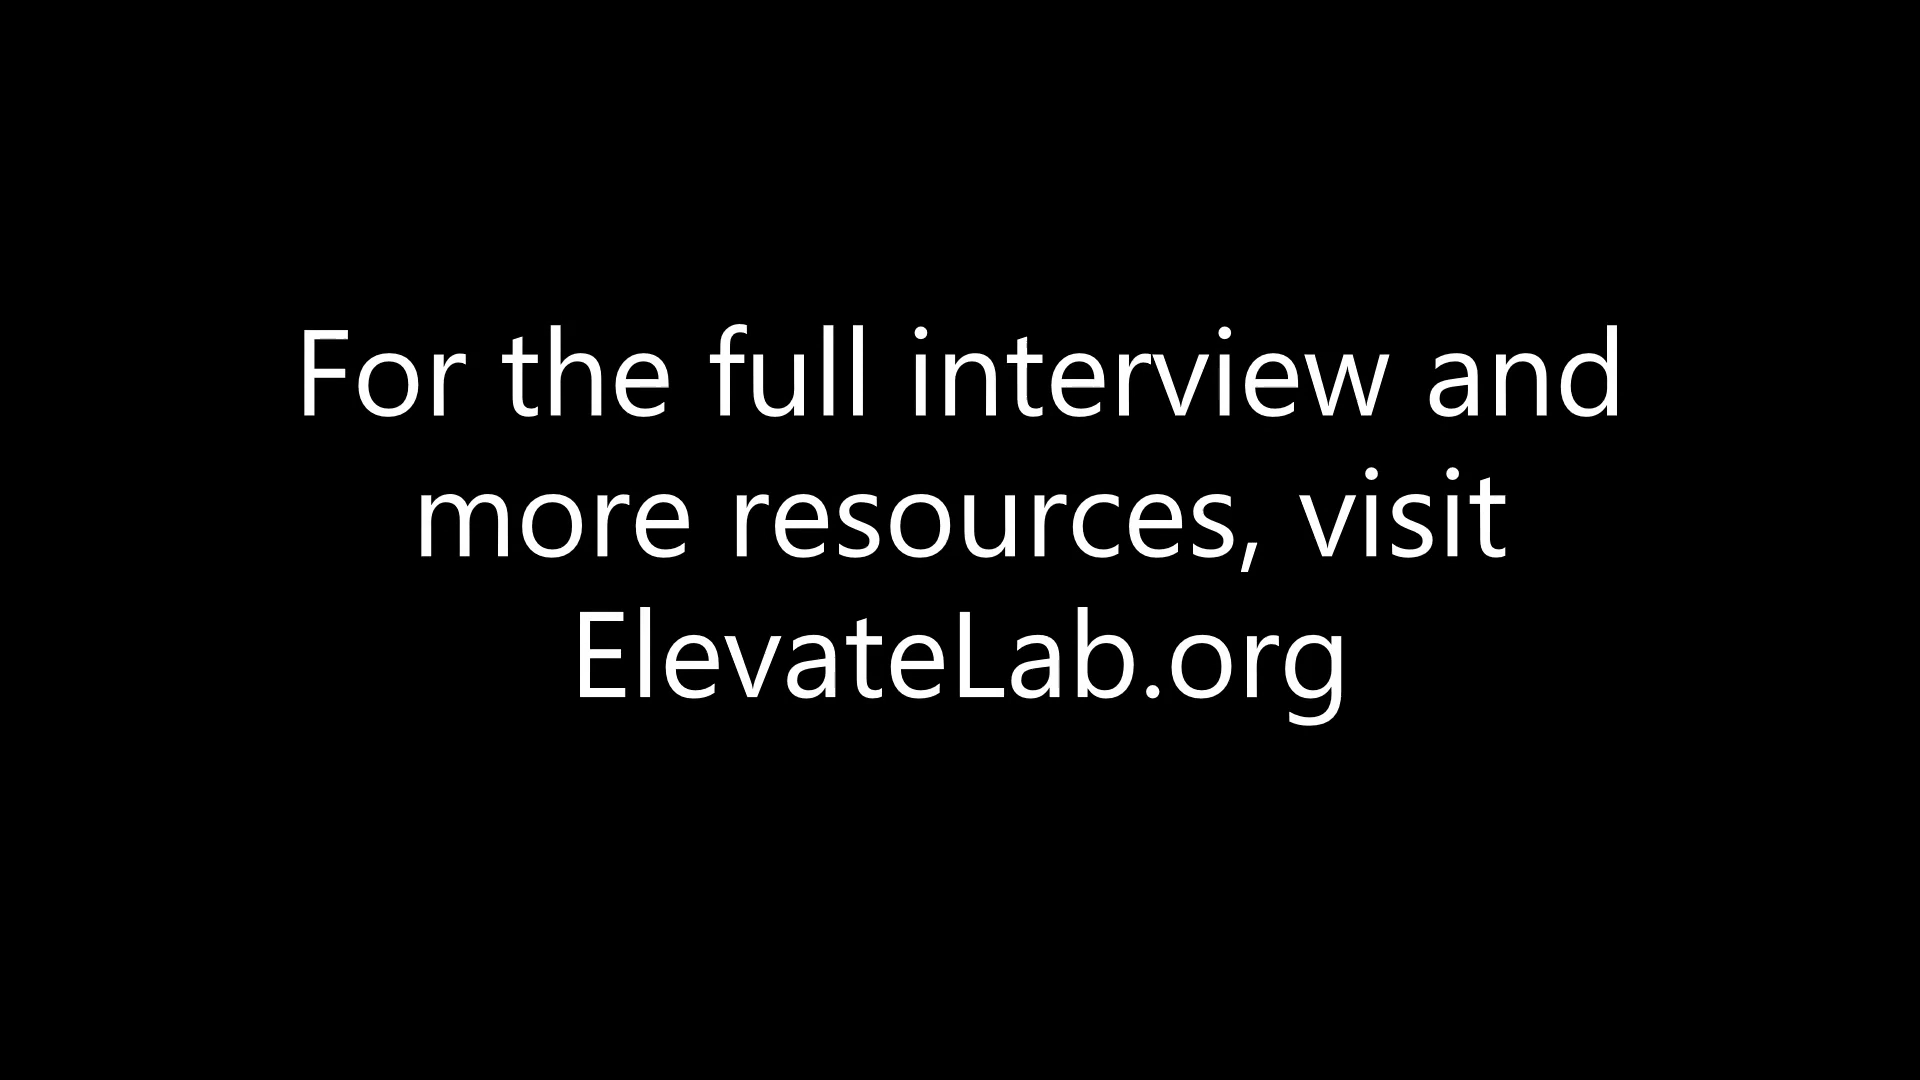 For the full interview and
more resources, visit
ElevateLab.org